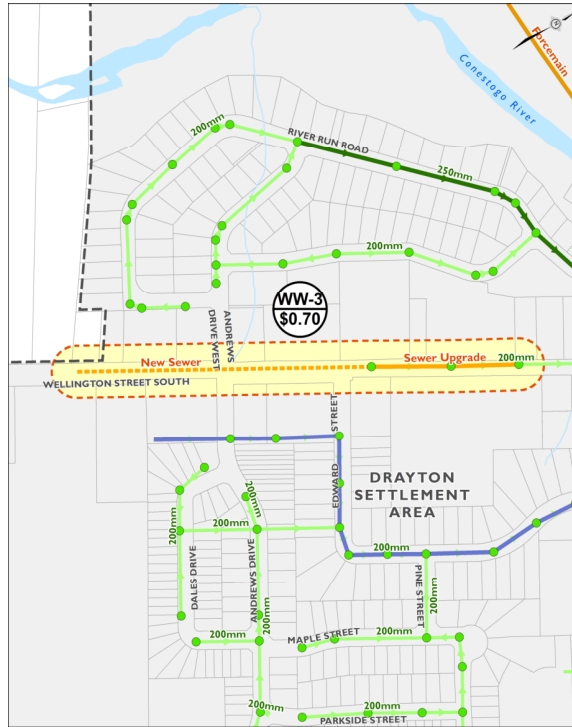 Forcemain
Conestogo River
200mm
RIVER RUN ROAD
250mm
200mm
WW-3
$0.70
ANDREWS
DRIVE WEST
New Sewer
Sewer Upgrade
200mm
WELLINGTON STREET SOUTH
EDWARD STREET
DRAYTON
SETTLEMENT
AREA
200mm
200mm
200mm
200mm
DALES DRIVE
ANDREWS DRIVE
PINE STREET
200mm
200mm
200mm
MAPLE STREET
200mm
200mm
200mm
PARKSIDE STREET